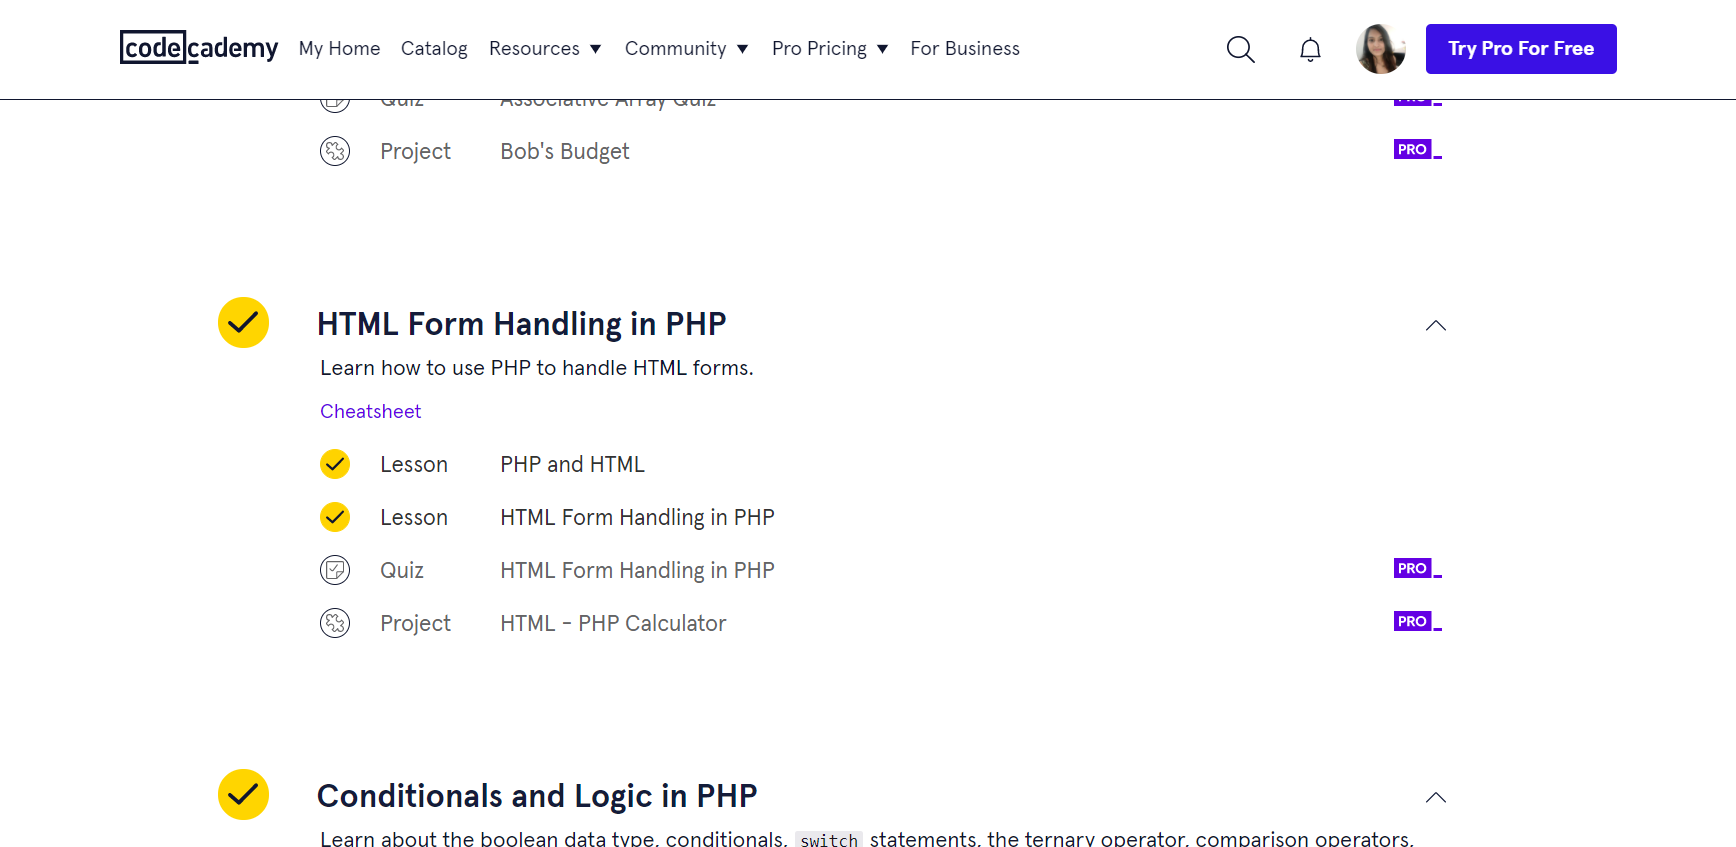 codecademy My Home Catalog Resources ▼ Community ▼ Pro Pricing ▼ For Business Try Pro For Free
Quiz Associative Array Quiz PRO
Project Bob's Budget PRO
HTML Form Handling in PHP
Learn how to use PHP to handle HTML forms.
Cheatsheet
Lesson PHP and HTML
Lesson HTML Form Handling in PHP
Quiz HTML Form Handling in PHP PRO
Project HTML - PHP Calculator PRO
Conditionals and Logic in PHP
Learn about the boolean data type, conditionals, switch statements, the ternary operator, comparison operators,